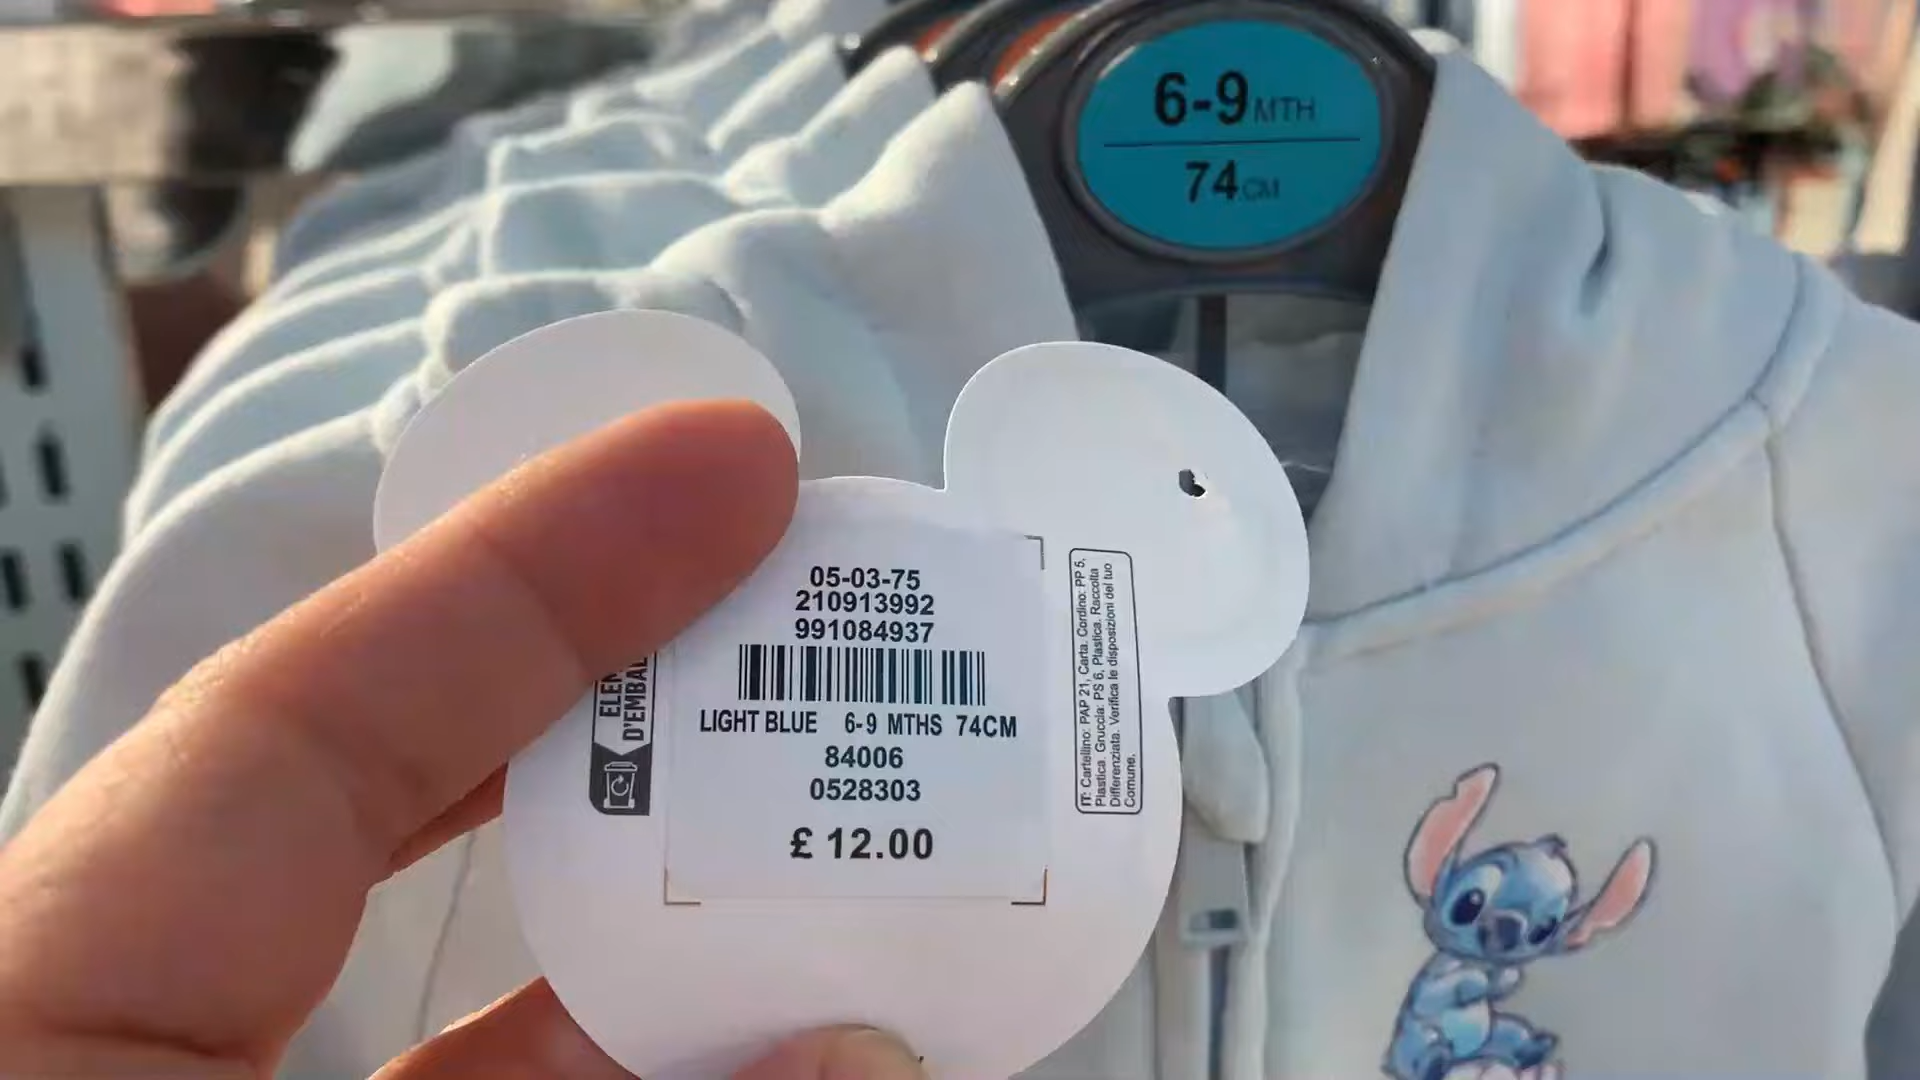 6-9 MTH
74 CM
05-03-75
210913992
991084937
LIGHT BLUE 6-9 MTHS 74CM
84006
0528303
£ 12.00
D'EMBAL
IT: Cartellino: PAP 21, Carta. Cordino: PP 5,
Plastica. Gruccia: PS 6, Plastica. Raccolta
Differenziata. Verifica le disposizioni del tuo
Comune.